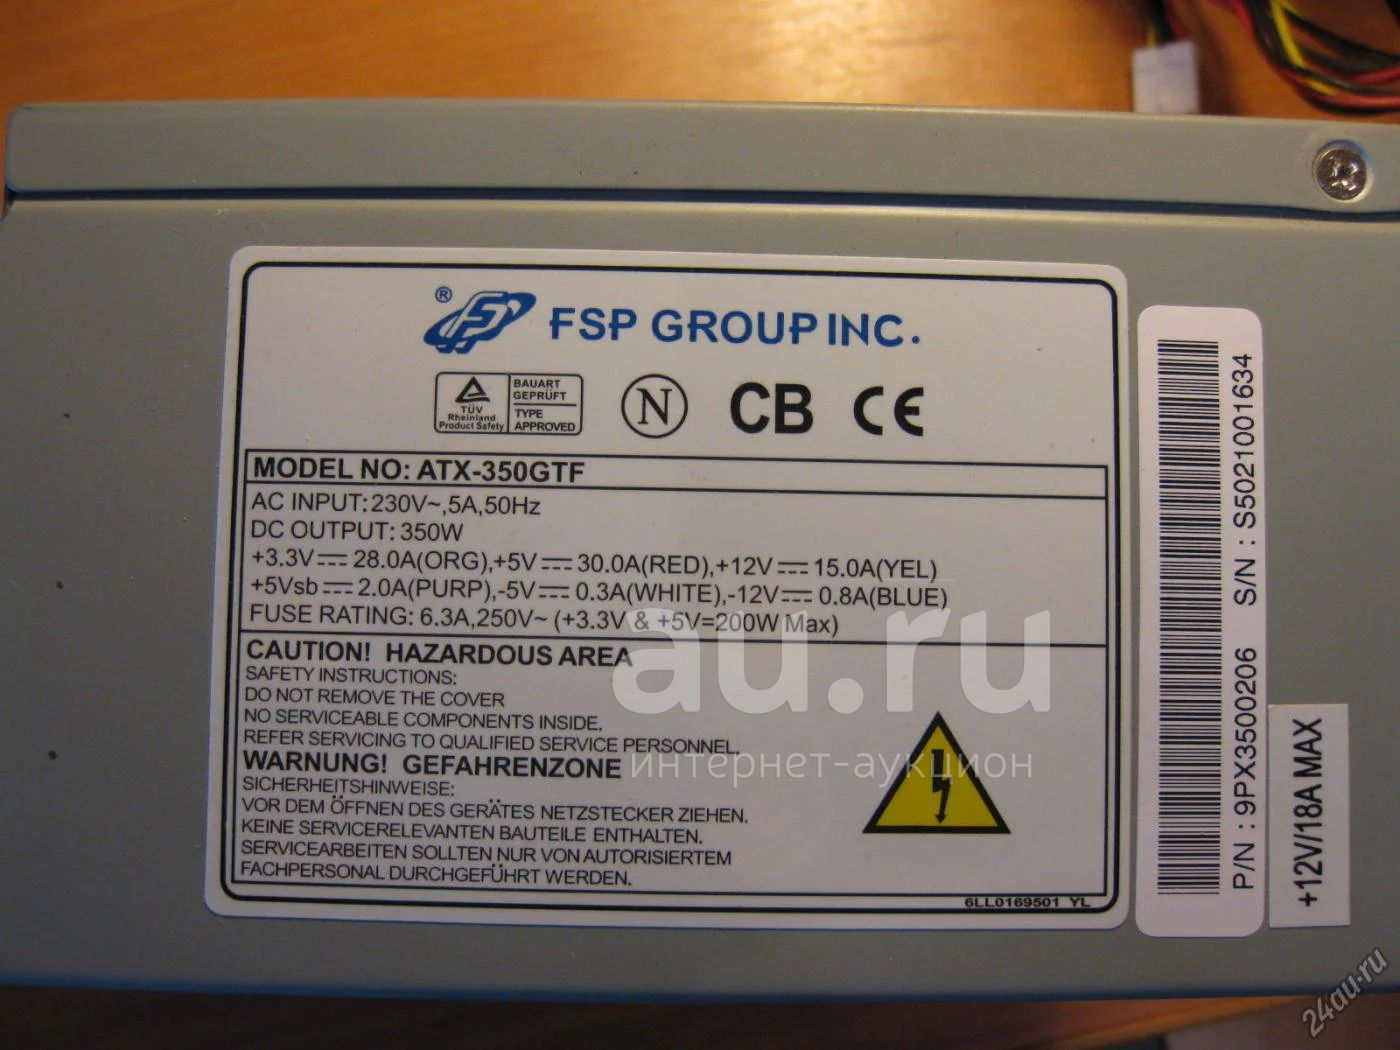 ® FSP GROUP INC.
TÜV
Rheinland
Product Safety
BAUART
GEPRÜFT
TYPE
APPROVED
N
CB CE
MODEL NO: ATX-350GTF
AC INPUT: 230V~,5A,50Hz
DC OUTPUT: 350W
+3.3V⎓ 28.0A(ORG),+5V⎓ 30.0A(RED),+12V⎓ 15.0A(YEL)
+5Vsb⎓ 2.0A(PURP),-5V⎓ 0.3A(WHITE),-12V⎓ 0.8A(BLUE)
FUSE RATING: 6.3A,250V~ (+3.3V & +5V=200W Max)
CAUTION! HAZARDOUS AREA
SAFETY INSTRUCTIONS:
DO NOT REMOVE THE COVER
NO SERVICEABLE COMPONENTS INSIDE.
REFER SERVICING TO QUALIFIED SERVICE PERSONNEL.
WARNUNG! GEFAHRENZONE
SICHERHEITSHINWEISE:
VOR DEM ÖFFNEN DES GERÄTES NETZSTECKER ZIEHEN.
KEINE SERVICERELEVANTEN BAUTEILE ENTHALTEN.
SERVICEARBEITEN SOLLTEN NUR VON AUTORISIERTEM
FACHPERSONAL DURCHGEFÜHRT WERDEN.
6LL0169501 YL
P/N : 9PX3500206 S/N : S5021001634
+12V/18A MAX
au.ru
интернет-аукцион
24au.ru